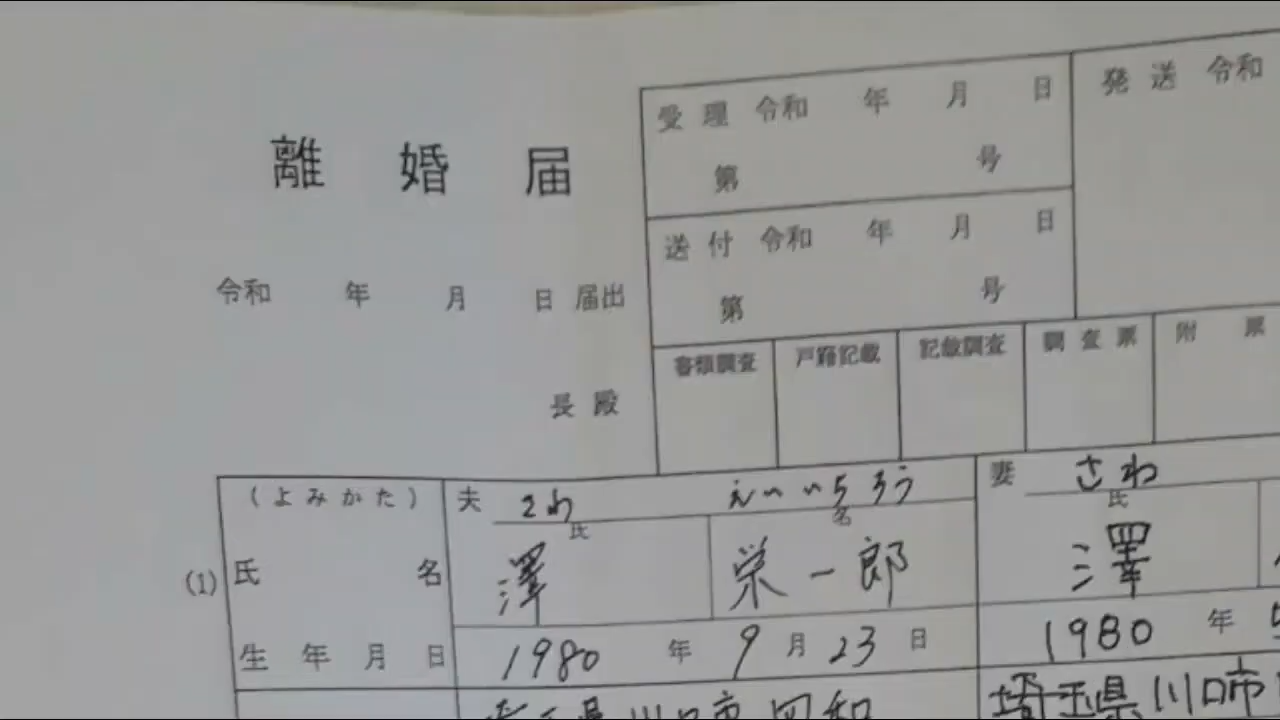 受理 令和 年 月 日
発送 令和
離婚届
第 号
送付 令和 年 月 日
令和 年 月 日 届出
第 号
書類調査 戸籍記載 記載調査 調査票 附票
長殿
(よみかた) 夫 さわ えいいちろう 妻 さわ
氏 名 氏
(1) 氏名 澤 栄一郎 澤
生年月日 1980 年 9 月 23 日 1980 年
川口市 埼玉県川口市